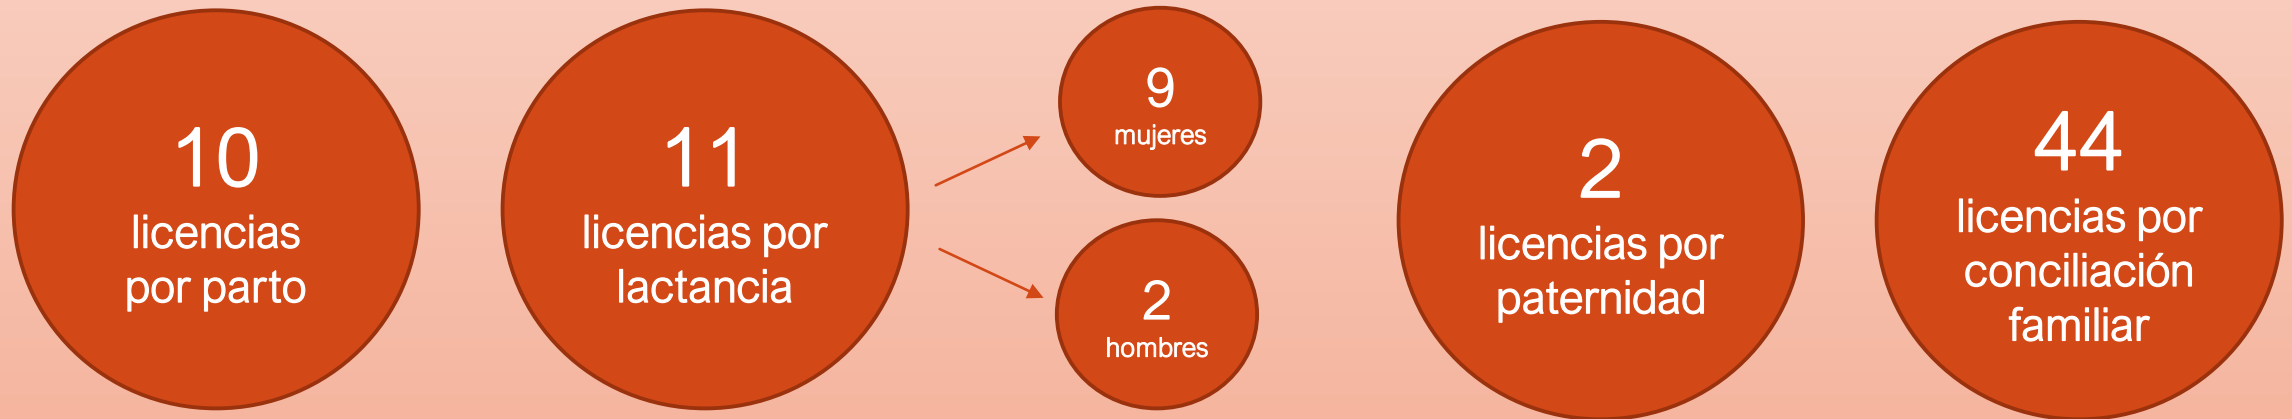 10
licencias
por parto
11
licencias por
lactancia
9
mujeres
2
hombres
2
licencias por
paternidad
44
licencias por
conciliación
familiar